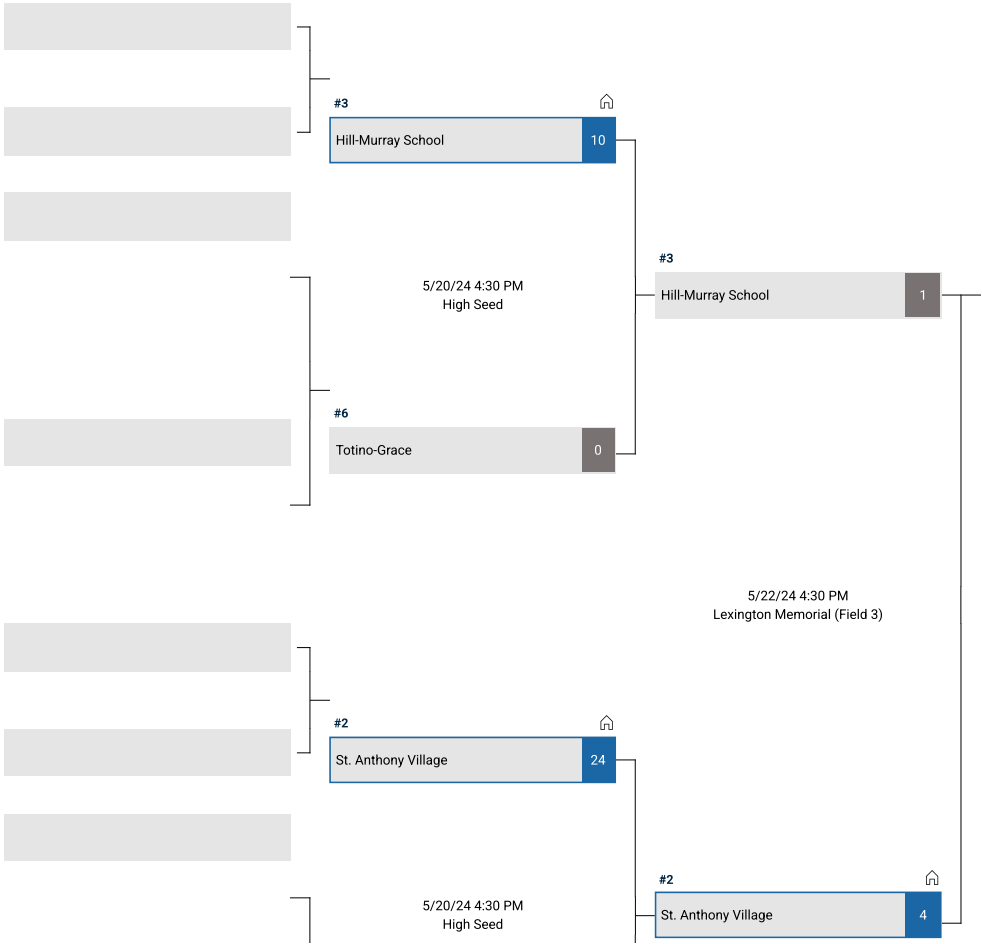 #3
Hill-Murray School 10
5/20/24 4:30 PM
High Seed
#6
Totino-Grace 0
#3
Hill-Murray School 1
5/22/24 4:30 PM
Lexington Memorial (Field 3)
#2
St. Anthony Village 24
5/20/24 4:30 PM
High Seed
#2
St. Anthony Village 4